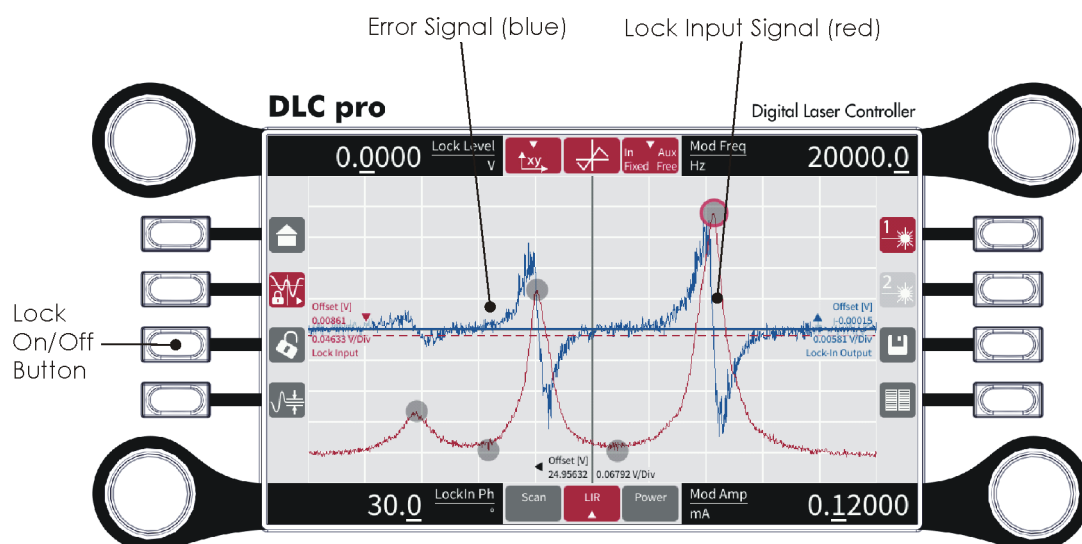 Error Signal (blue)
Lock Input Signal (red)
DLC pro
Digital Laser Controller
0.0000
Lock Level
V
xy
In Aux
Fixed Free
Mod Freq
Hz
20000.0
1
2
Offset [V]
0.00861
0.04633 V/Div
Lock Input
Offset [V]
-0.00015
0.00581 V/Div
Lock-In Output
Lock
On/Off
Button
Offset [V]
24.95632
0.06792 V/Div
30.0
LockIn Ph
°
Scan
LIR
Power
Mod Amp
mA
0.12000